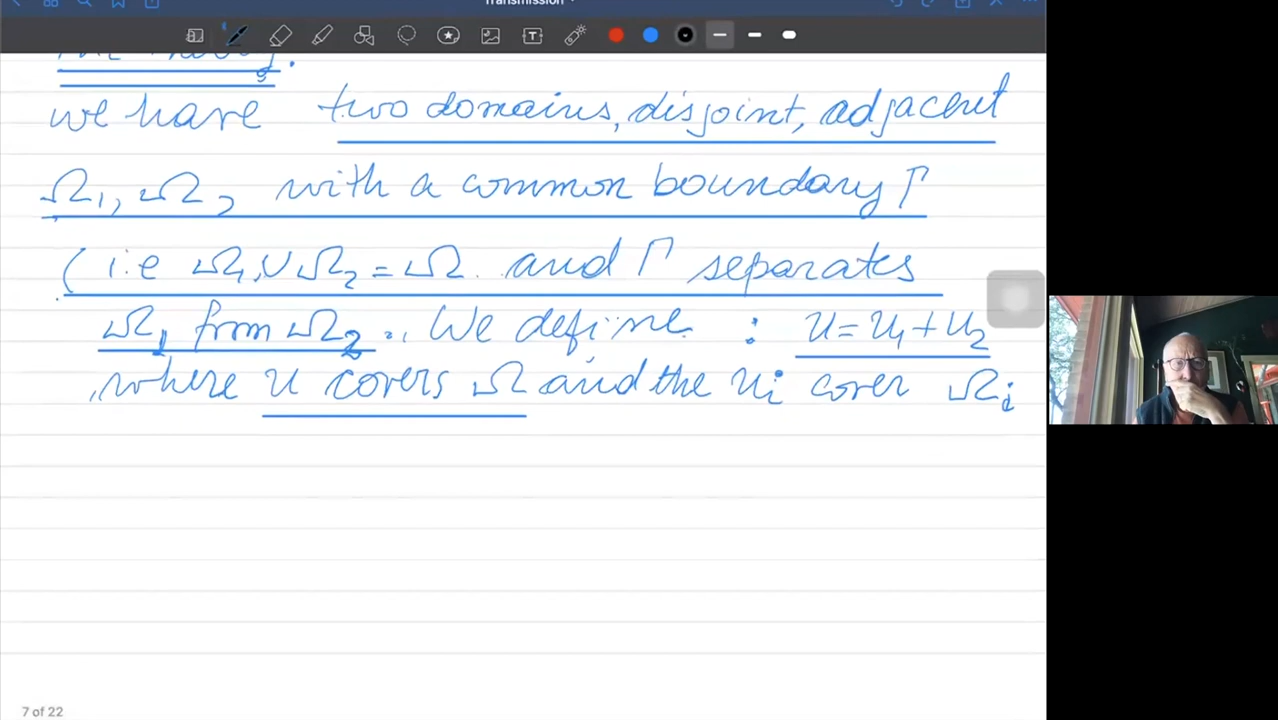 Transmission
we have two domains, disjoint, adjacent
Ω1, Ω2 with a common boundary Γ
(i.e Ω1 ∪ Ω2 = Ω. and Γ separates
Ω1 from Ω2 .. We define : u = u1 + u2
, where u covers Ω and the ui cover Ωi
7 of 22